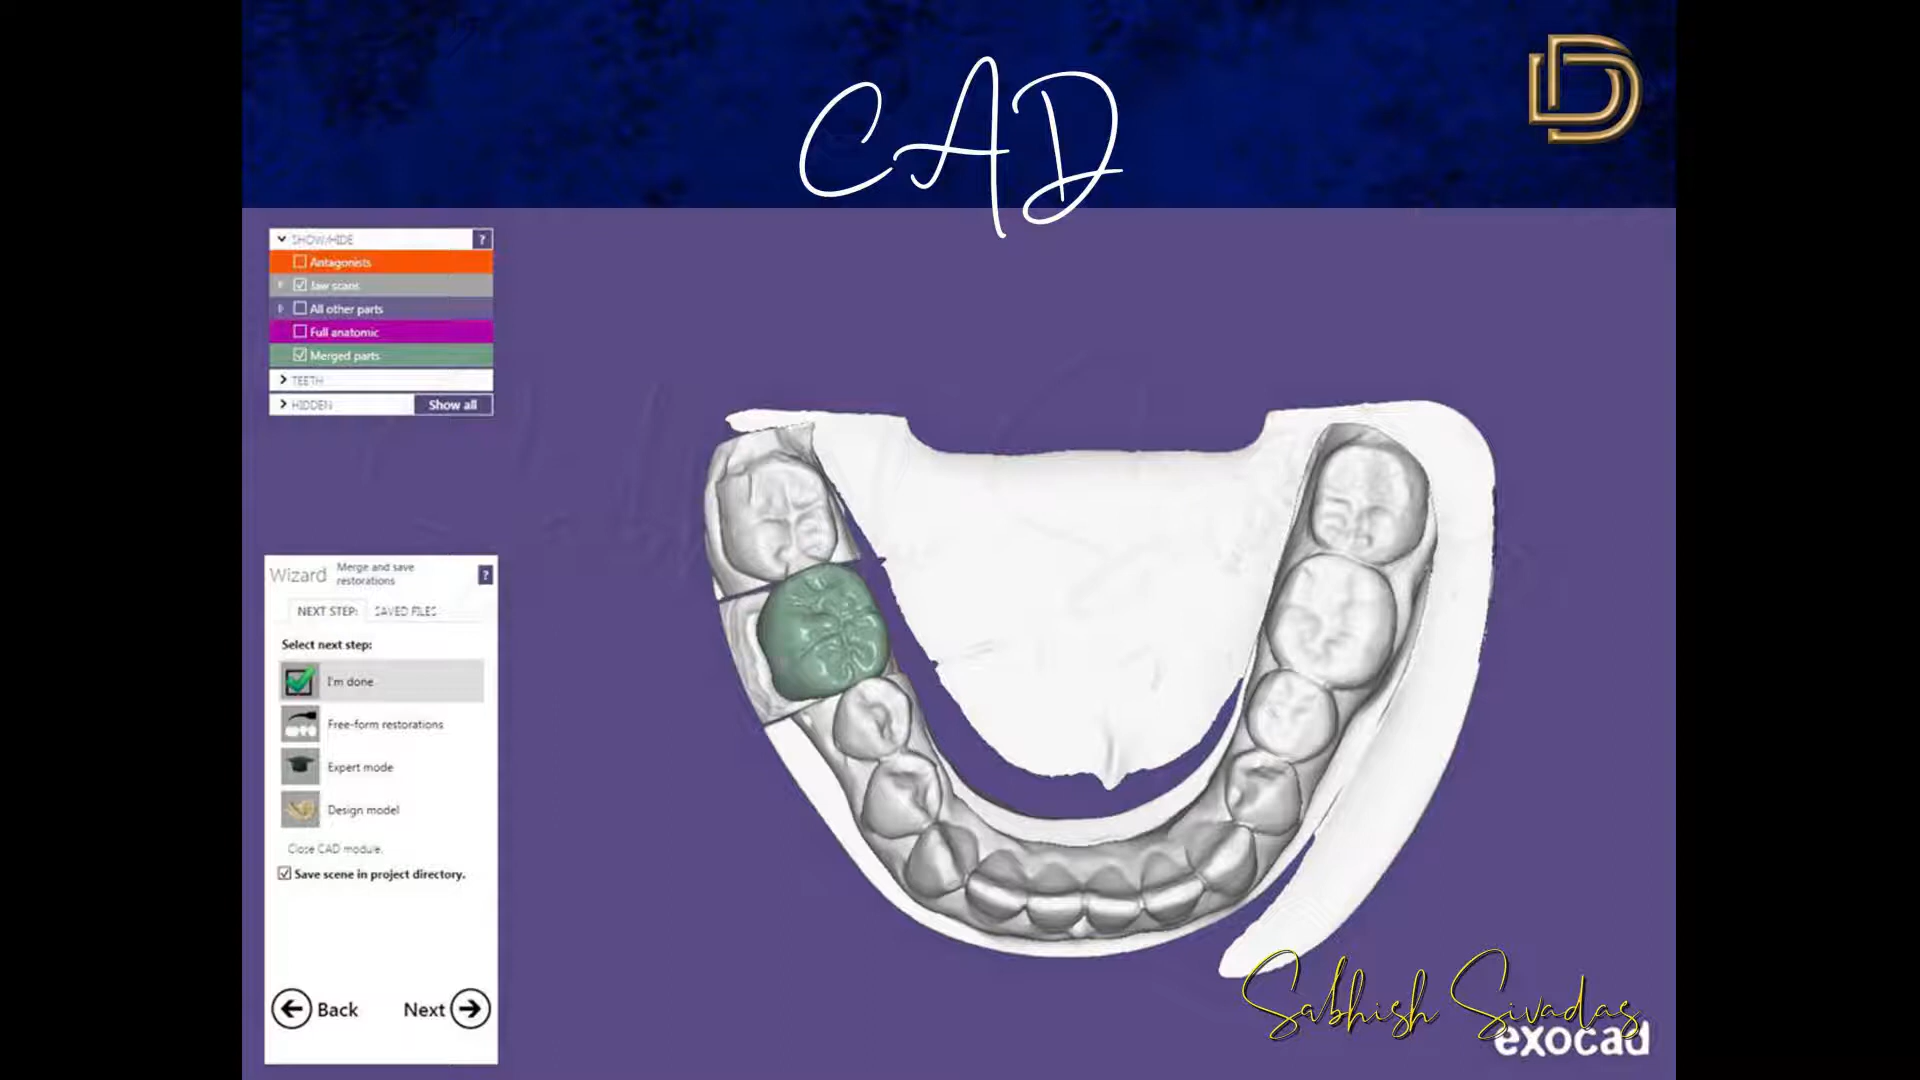 CAD
DD
SHOW/HIDE ?
Antagonists
Jaw scans
All other parts
Full anatomic
Merged parts
TEETH
HIDDEN Show all
Wizard Merge and save restorations ?
NEXT STEP: SAVED FILES
Select next step:
I'm done
Free-form restorations
Expert mode
Design model
Close CAD module.
Save scene in project directory.
Back Next
Sabhish Sivadas
exocad